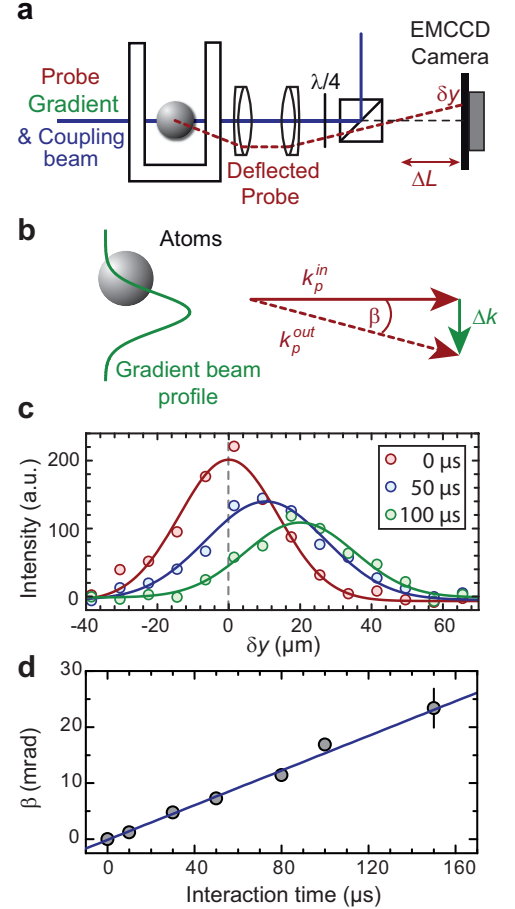 a
EMCCD
Camera
Probe
Gradient
& Coupling
beam
λ/4
δy
Deflected
Probe
ΔL
b
Atoms
Gradient beam
profile
k_p^in
β
Δk
k_p^out
c
Intensity (a.u.)
200
100
0
0 μs
50 μs
100 μs
-40 -20 0 20 40 60
δy (μm)
d
β (mrad)
30
20
10
0
0 40 80 120 160
Interaction time (μs)